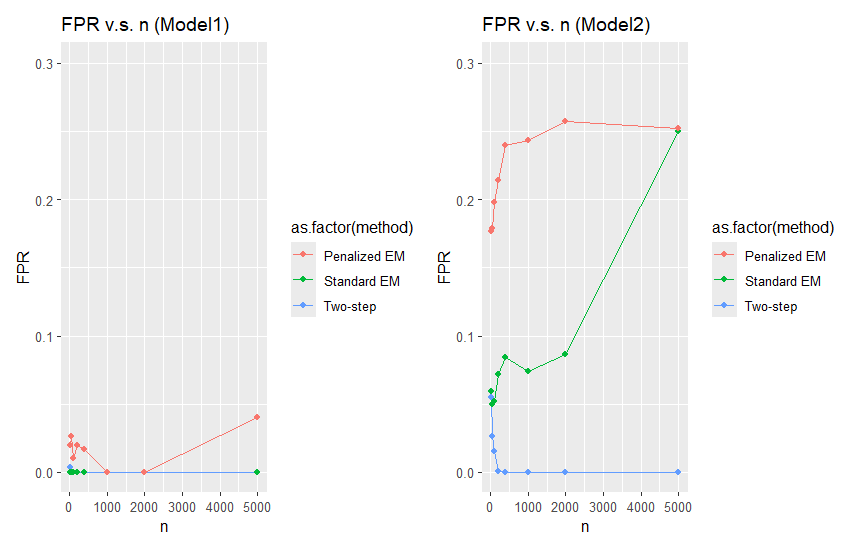 FPR v.s. n (Model1)
0.3
0.2
0.1
0.0
FPR
0 1000 2000 3000 4000 5000
n
as.factor(method)
Penalized EM
Standard EM
Two-step
FPR v.s. n (Model2)
0.3
0.2
0.1
0.0
FPR
0 1000 2000 3000 4000 5000
n
as.factor(method)
Penalized EM
Standard EM
Two-step